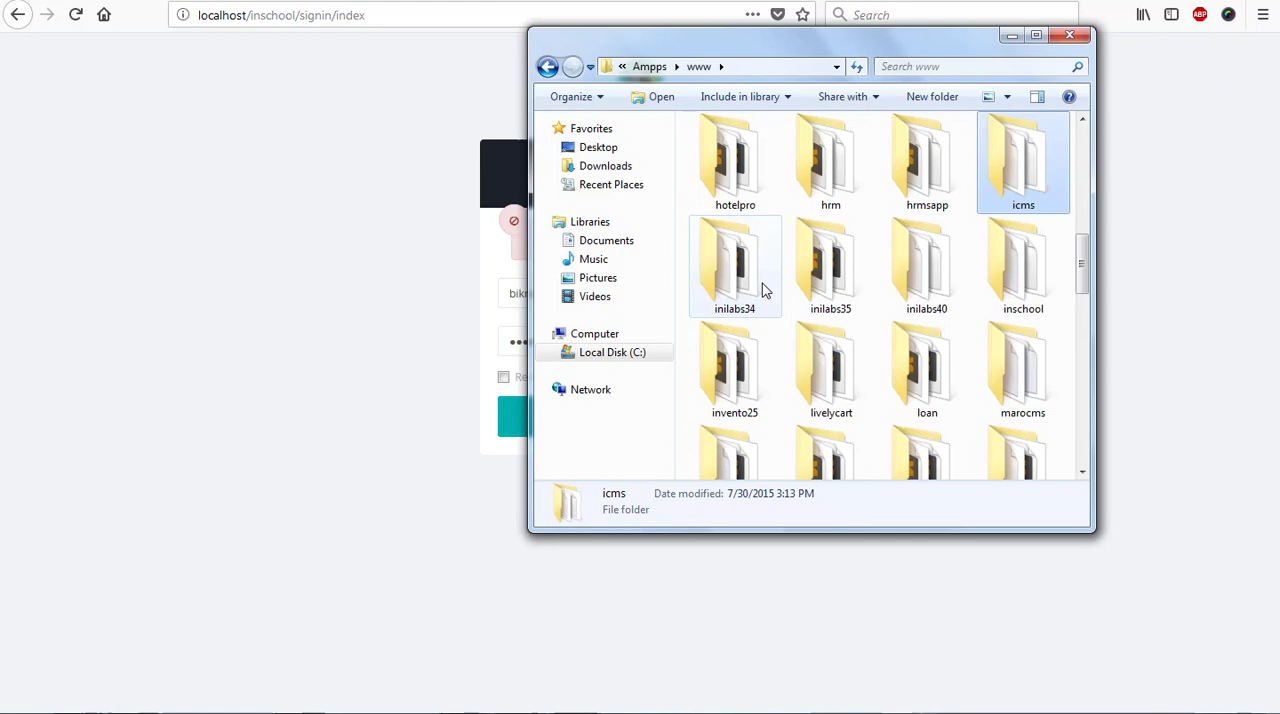 localhost/inschool/signin/index
Search
ABP
« Ampps
www
Search www
Organize
Open
Include in library
Share with
New folder
Favorites
Desktop
Downloads
Recent Places
Libraries
Documents
Music
Pictures
Videos
Computer
Local Disk (C:)
Network
hotelpro
hrm
hrmsapp
icms
inilabs34
inilabs35
inilabs40
inschool
invento25
livelycart
loan
marocms
icms
Date modified: 7/30/2015 3:13 PM
File folder